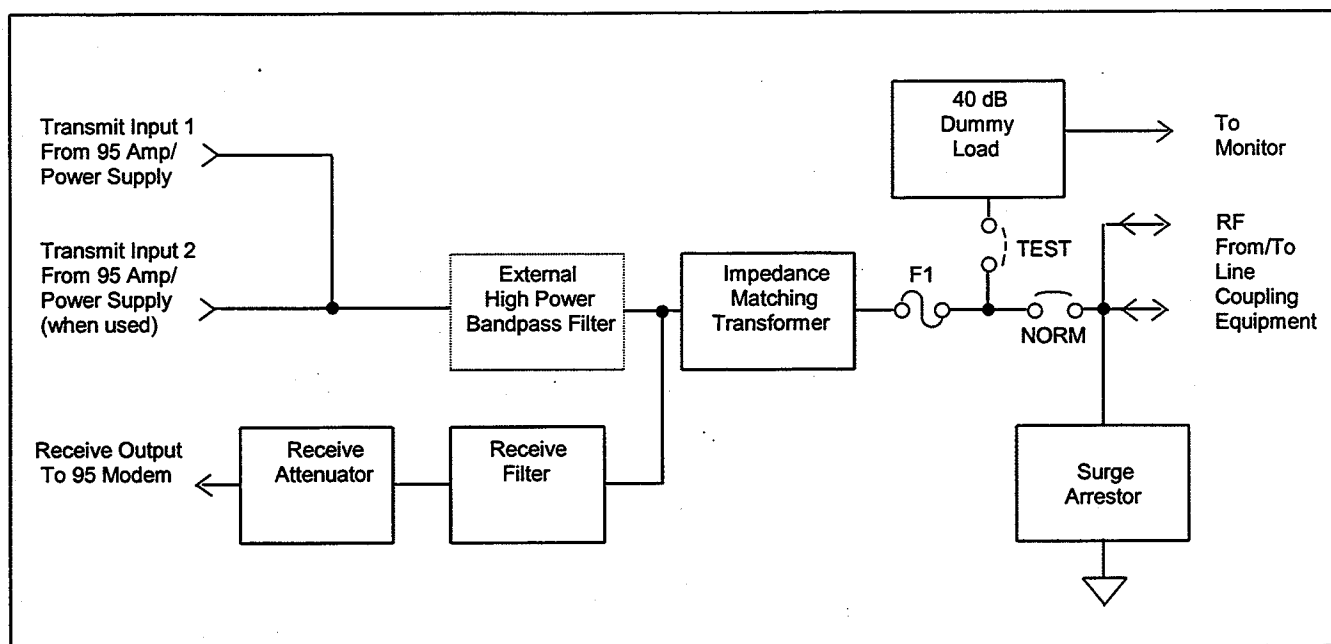 Transmit Input 1
From 95 Amp/
Power Supply
Transmit Input 2
From 95 Amp/
Power Supply
(when used)
External
High Power
Bandpass Filter
Impedance
Matching
Transformer
F1
40 dB
Dummy
Load
To
Monitor
TEST
NORM
RF
From/To
Line
Coupling
Equipment
Receive Output
To 95 Modem
Receive
Attenuator
Receive
Filter
Surge
Arrestor